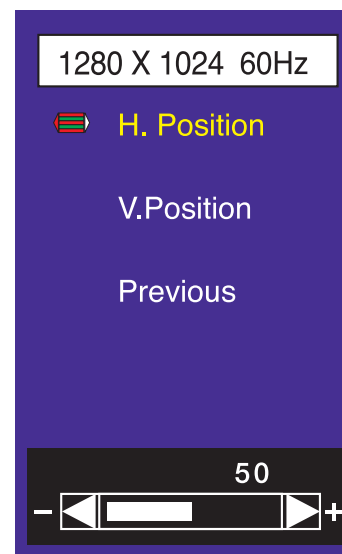 1280 X 1024 60Hz
H. Position
V.Position
Previous
50
- +